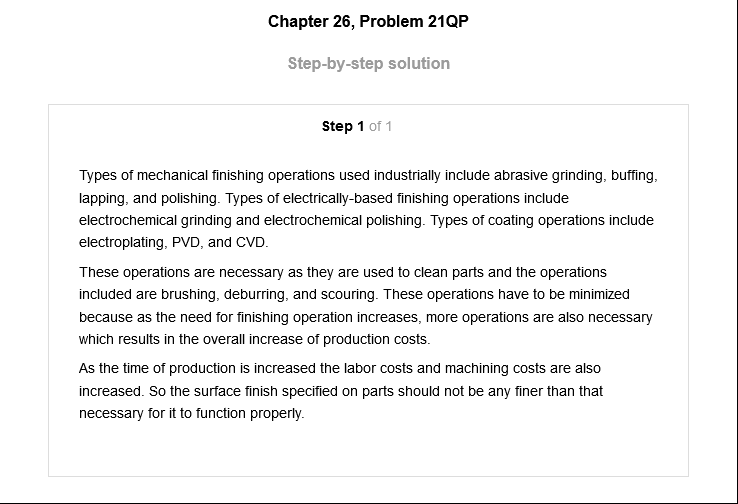 Chapter 26, Problem 21QP
Step-by-step solution
Step 1 of 1
Types of mechanical finishing operations used industrially include abrasive grinding, buffing,
lapping, and polishing. Types of electrically-based finishing operations include
electrochemical grinding and electrochemical polishing. Types of coating operations include
electroplating, PVD, and CVD.
These operations are necessary as they are used to clean parts and the operations
included are brushing, deburring, and scouring. These operations have to be minimized
because as the need for finishing operation increases, more operations are also necessary
which results in the overall increase of production costs.
As the time of production is increased the labor costs and machining costs are also
increased. So the surface finish specified on parts should not be any finer than that
necessary for it to function properly.